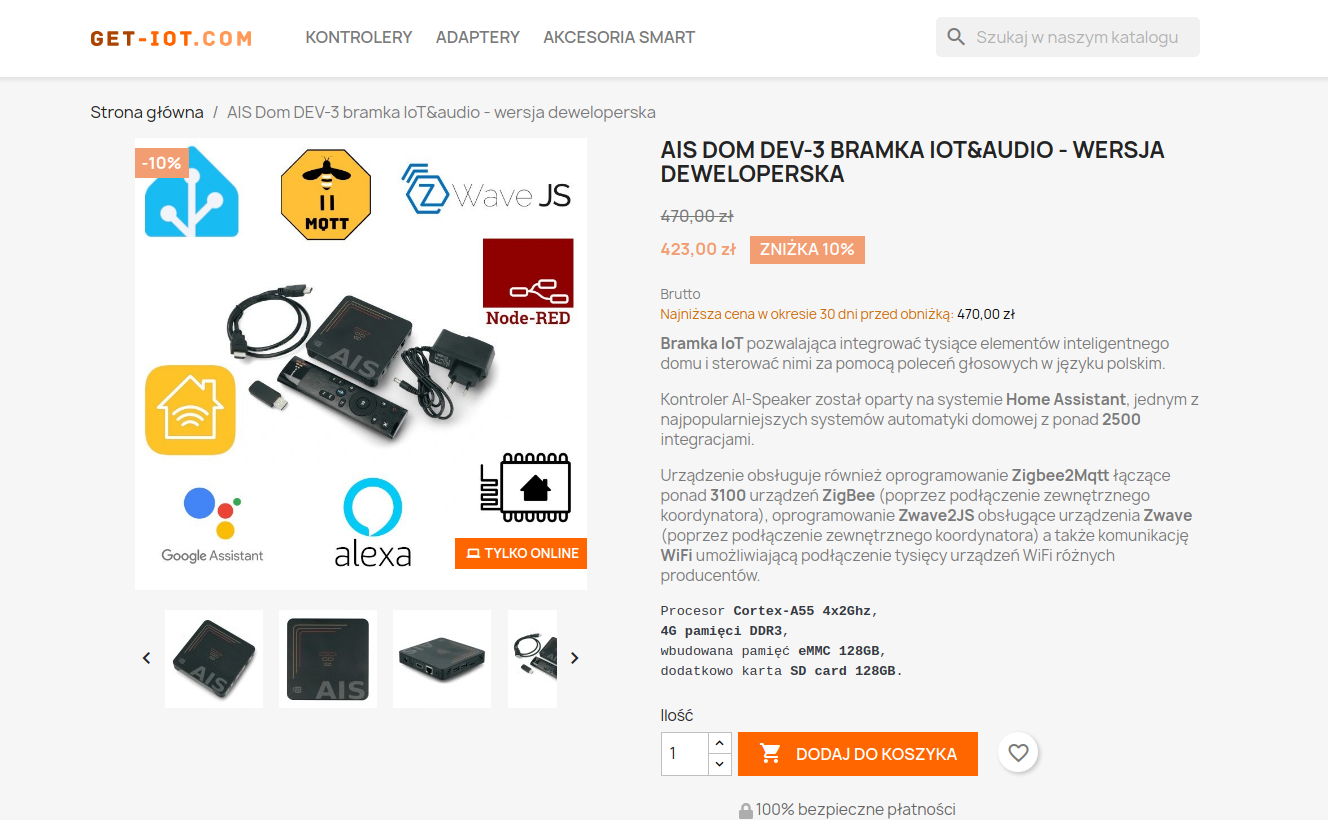 GET-IOT.COM
KONTROLERY
ADAPTERY
AKCESORIA SMART
Szukaj w naszym katalogu
Strona główna / AIS Dom DEV-3 bramka IoT&audio - wersja deweloperska
-10%
MQTT
Z Wave JS
Node-RED
AIS
Google Assistant
alexa
TYLKO ONLINE
AIS
AIS
AIS DOM DEV-3 BRAMKA IOT&AUDIO - WERSJA
DEWELOPERSKA
470,00 zł
423,00 zł ZNIŻKA 10%
Brutto
Najniższa cena w okresie 30 dni przed obniżką: 470,00 zł
Bramka IoT pozwalająca integrować tysiące elementów inteligentnego
domu i sterować nimi za pomocą poleceń głosowych w języku polskim.
Kontroler AI-Speaker został oparty na systemie Home Assistant, jednym z
najpopularniejszych systemów automatyki domowej z ponad 2500
integracjami.
Urządzenie obsługuje również oprogramowanie Zigbee2Mqtt łączące
ponad 3100 urządzeń ZigBee (poprzez podłączenie zewnętrznego
koordynatora), oprogramowanie Zwave2JS obsługące urządzenia Zwave
(poprzez podłączenie zewnętrznego koordynatora) a także komunikację
WiFi umożliwiającą podłączenie tysięcy urządzeń WiFi różnych
producentów.
Procesor Cortex-A55 4x2Ghz,
4G pamięci DDR3,
wbudowana pamięć eMMC 128GB,
dodatkowo karta SD card 128GB.
Ilość
1
DODAJ DO KOSZYKA
100% bezpieczne płatności